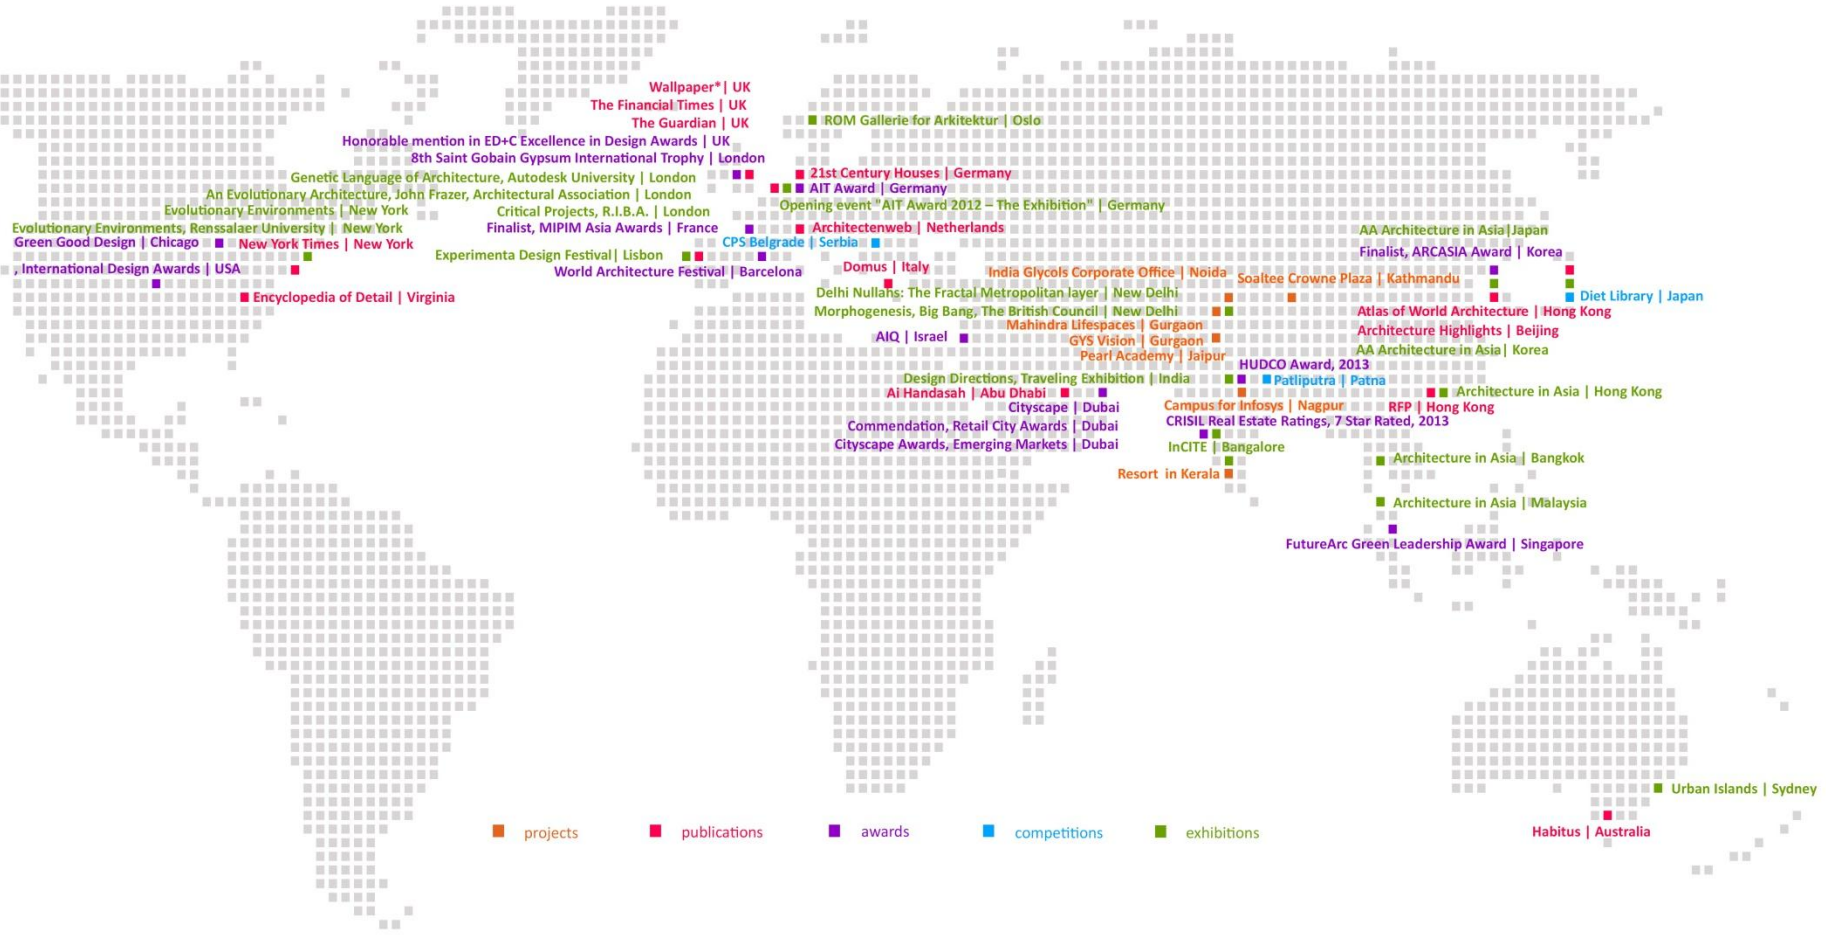 Wallpaper*| UK
The Financial Times | UK
The Guardian | UK
Honorable mention in ED+C Excellence in Design Awards | UK
8th Saint Gobain Gypsum International Trophy | London
Genetic Language of Architecture, Autodesk University | London
An Evolutionary Architecture, John Frazer, Architectural Association | London
Evolutionary Environments | New York
Critical Projects, R.I.B.A. | London
Evolutionary Environments, Renssalaer University | New York
Finalist, MIPIM Asia Awards | France
Green Good Design | Chicago
New York Times | New York
Experimenta Design Festival| Lisbon
, International Design Awards | USA
World Architecture Festival | Barcelona
Encyclopedia of Detail | Virginia
ROM Gallerie for Arkitektur | Oslo
21st Century Houses | Germany
AIT Award | Germany
Opening event "AIT Award 2012 – The Exhibition" | Germany
Architectenweb | Netherlands
CPS Belgrade | Serbia
Domus | Italy
India Glycols Corporate Office | Noida
Soaltee Crowne Plaza | Kathmandu
Delhi Nullahs: The Fractal Metropolitan layer | New Delhi
Morphogenesis, Big Bang, The British Council | New Delhi
Mahindra Lifespaces | Gurgaon
AIQ | Israel
GYS Vision | Gurgaon
Pearl Academy | Jaipur
HUDCO Award, 2013
Design Directions, Traveling Exhibition | India
Patliputra | Patna
Al Handasah | Abu Dhabi
Cityscape | Dubai
Campus for Infosys | Nagpur
CRISIL Real Estate Ratings, 7 Star Rated, 2013
Commendation, Retail City Awards | Dubai
Cityscape Awards, Emerging Markets | Dubai
InCITE | Bangalore
Resort in Kerala
AA Architecture in Asia|Japan
Finalist, ARCASIA Award | Korea
Diet Library | Japan
Atlas of World Architecture | Hong Kong
Architecture Highlights | Beijing
AA Architecture in Asia| Korea
Architecture in Asia | Hong Kong
RFP | Hong Kong
Architecture in Asia | Bangkok
Architecture in Asia | Malaysia
FutureArc Green Leadership Award | Singapore
Urban Islands | Sydney
Habitus | Australia
projects
publications
awards
competitions
exhibitions